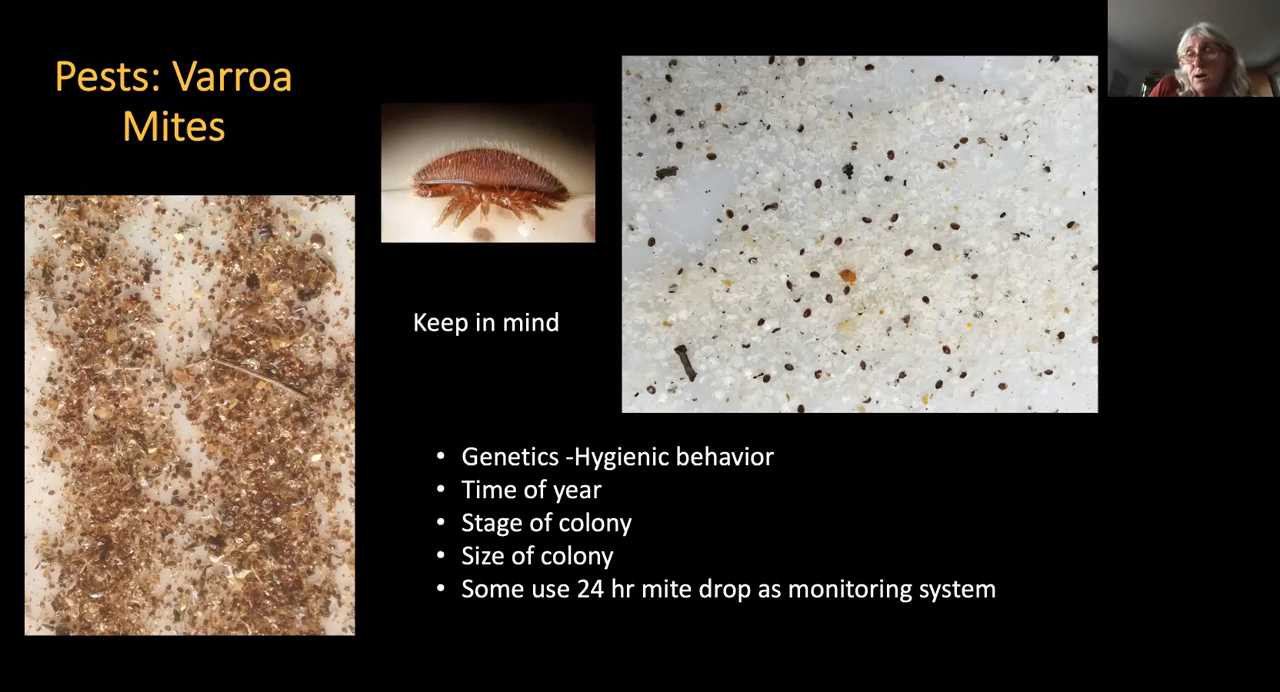 Pests: Varroa
Mites
Keep in mind
• Genetics -Hygienic behavior
• Time of year
• Stage of colony
• Size of colony
• Some use 24 hr mite drop as monitoring system